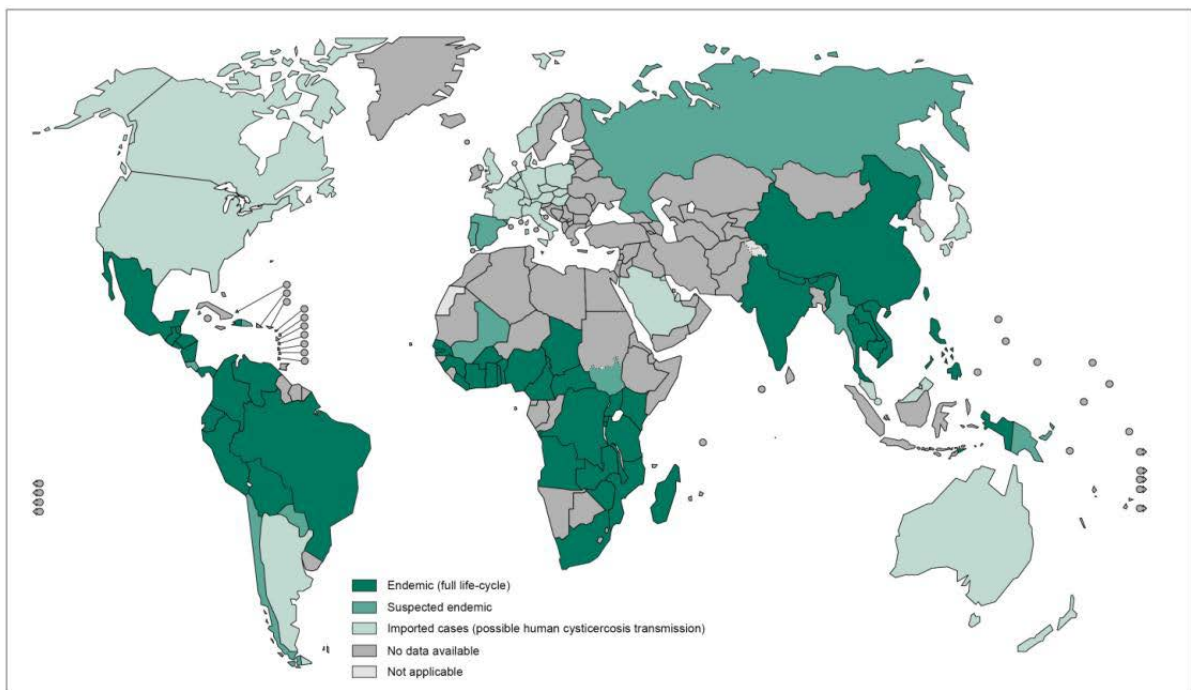 Endemic (full life-cycle)
Suspected endemic
Imported cases (possible human cysticercosis transmission)
No data available
Not applicable